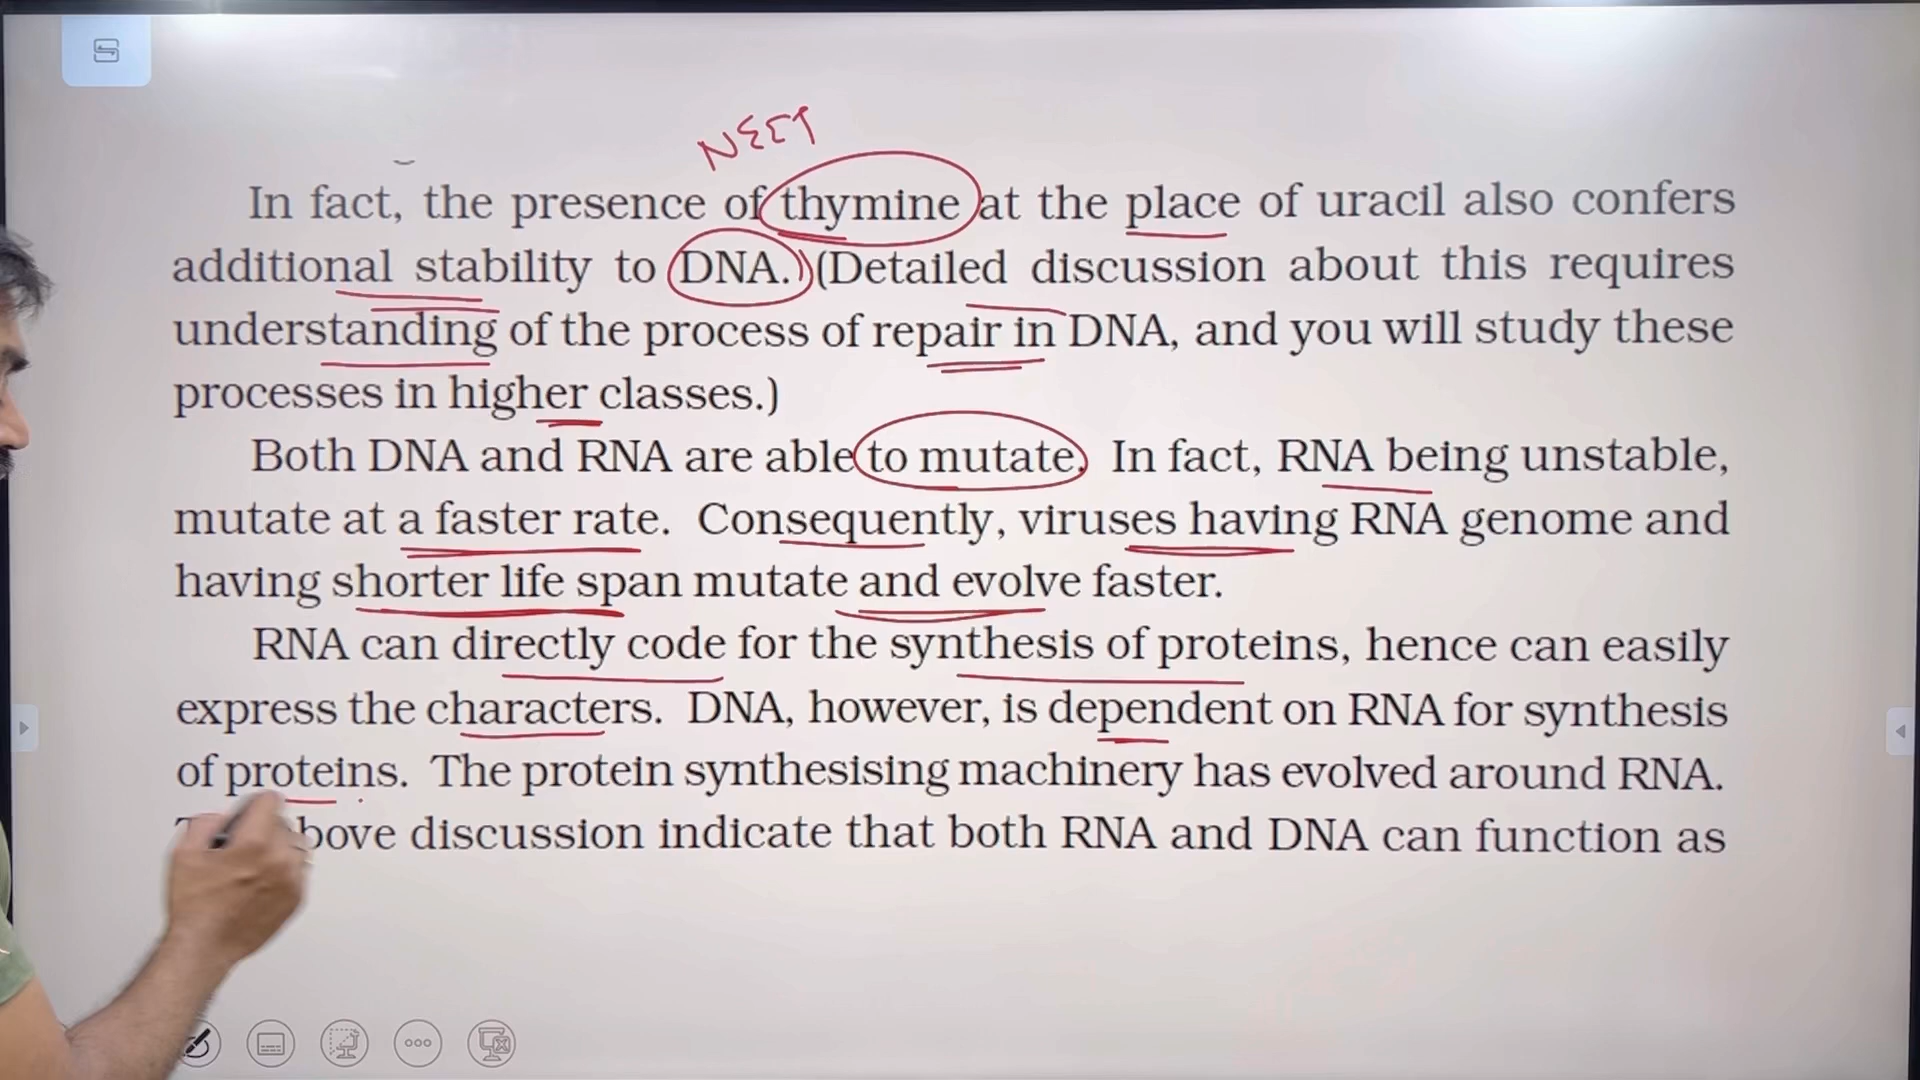 NEET
In fact, the presence of thymine at the place of uracil also confers
additional stability to DNA. (Detailed discussion about this requires
understanding of the process of repair in DNA, and you will study these
processes in higher classes.)
Both DNA and RNA are able to mutate. In fact, RNA being unstable,
mutate at a faster rate. Consequently, viruses having RNA genome and
having shorter life span mutate and evolve faster.
RNA can directly code for the synthesis of proteins, hence can easily
express the characters. DNA, however, is dependent on RNA for synthesis
of proteins. The protein synthesising machinery has evolved around RNA.
discussion indicate that both RNA and DNA can function as